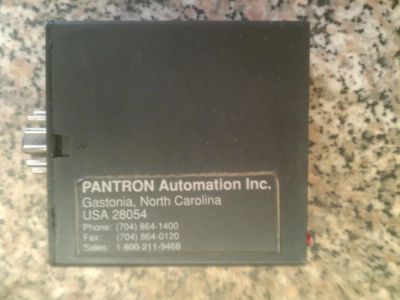 PANTRON Automation Inc.
Gastonia, North Carolina
USA 28054
Phone: (704) 864-1400
Fax: (704) 864-0120
Sales: 1-800-211-9468